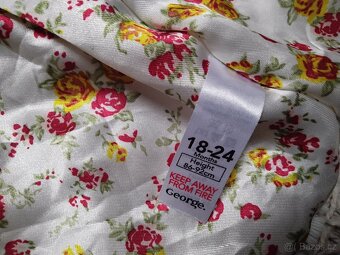 18-24
Months
Height
86-92cm
KEEP AWAY
FROM FIRE
George.